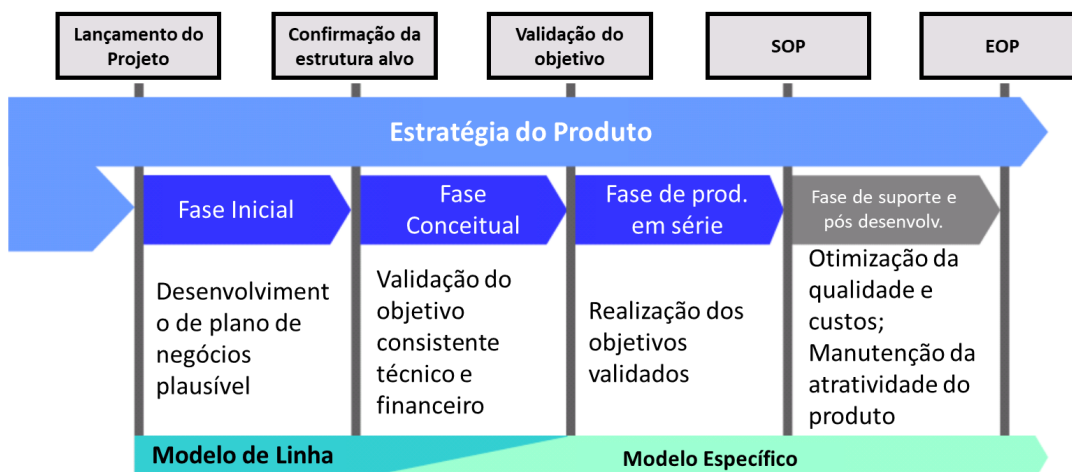 Lançamento do
Projeto
Confirmação da
estrutura alvo
Validação do
objetivo
SOP
EOP
Estratégia do Produto
Fase Inicial
Fase
Conceitual
Fase de prod.
em série
Fase de suporte e
pós desenvolv.
Desenvolviment
o de plano de
negócios
plausível
Validação do
objetivo
consistente
técnico e
financeiro
Realização dos
objetivos
validados
Otimização da
qualidade e
custos;
Manutenção da
atratividade do
produto
Modelo de Linha
Modelo Específico